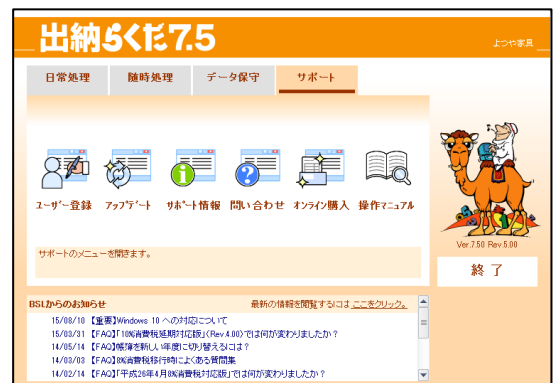 出納らくだ7.5
よつや家具
日常処理 随時処理 データ保守 サポート
ユーザー登録 アップデート サポート情報 問い合わせ オンライン購入 操作マニュアル
サポートのメニューを開きます。
Ver.7.50 Rev.5.00
終了
BSLからのお知らせ 最新の情報を閲覧するにはここをクリック。
15/08/10 【重要】Windows 10 への対応について
15/03/31 【FAQ】「10%消費税延期対応版」(Rev.4.00)では何が変わりましたか？
14/05/14 【FAQ】帳簿を新しい年度に切り替えるには？
14/03/03 【FAQ】8%消費税移行時によくある質問集
14/02/14 【FAQ】「平成26年4月8%消費税対応版」では何が変わりましたか？